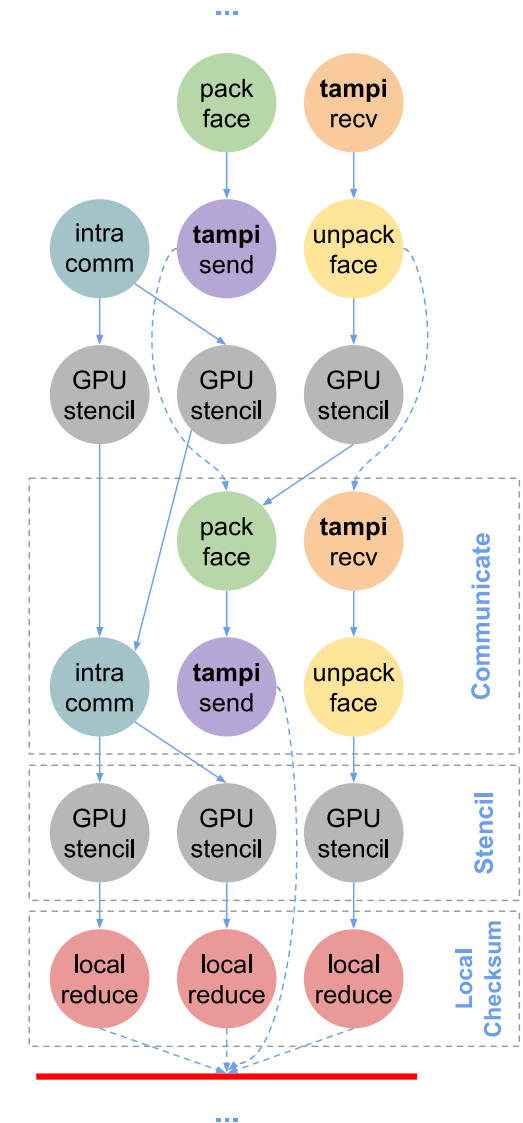 ...
pack
face
tampi
recv
intra
comm
tampi
send
unpack
face
GPU
stencil
GPU
stencil
GPU
stencil
pack
face
tampi
recv
Communicate
intra
comm
tampi
send
unpack
face
GPU
stencil
GPU
stencil
GPU
stencil
Stencil
local
reduce
local
reduce
local
reduce
Local
Checksum
...